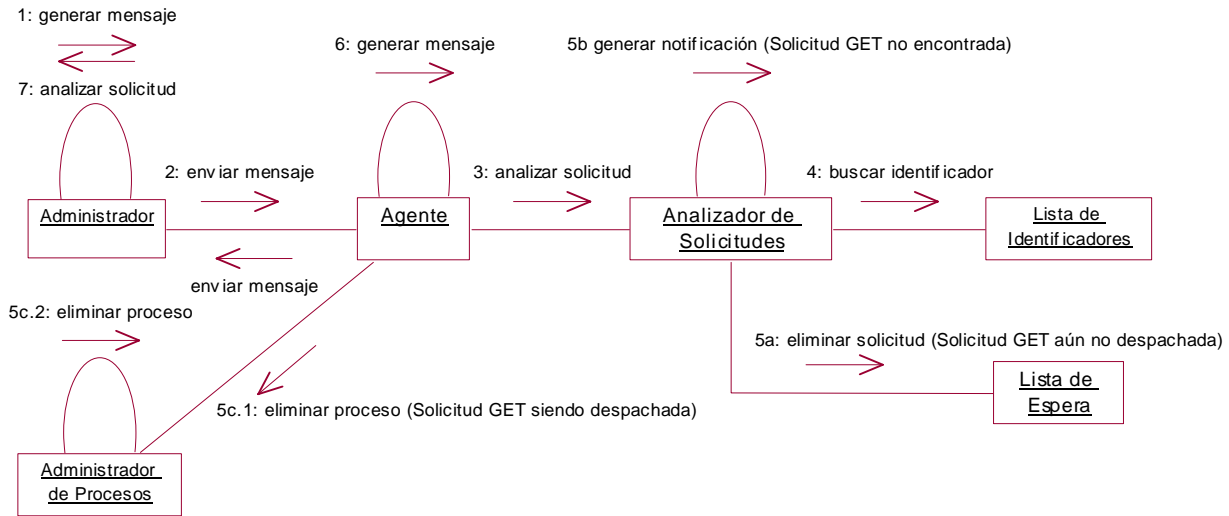 1: generar mensaje
6: generar mensaje
5b generar notificación (Solicitud GET no encontrada)
7: analizar solicitud
2: enviar mensaje
3: analizar solicitud
4: buscar identificador
Administrador
Agente
Analizador de
Solicitudes
Lista de
Identificadores
enviar mensaje
5c.2: eliminar proceso
5a: eliminar solicitud (Solicitud GET aún no despachada)
Lista de
Espera
5c.1: eliminar proceso (Solicitud GET siendo despachada)
Administrador
de Procesos